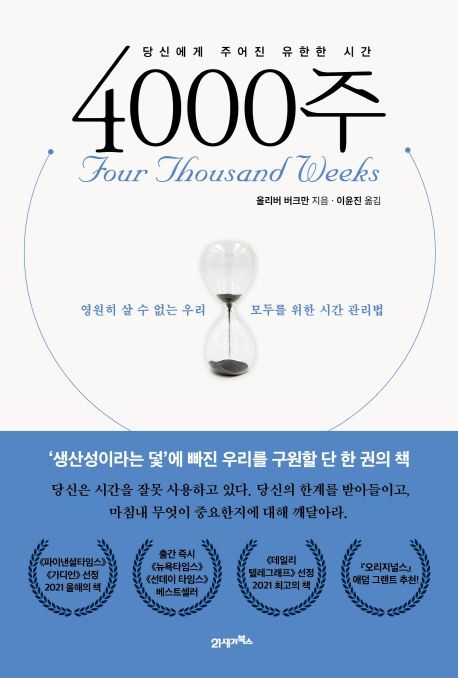 당신에게 주어진 유한한 시간
4000주
Four Thousand Weeks
올리버 버크만 지음 · 이윤진 옮김
영원히 살 수 없는 우리 모두를 위한 시간 관리법
‘생산성이라는 덫’에 빠진 우리를 구원할 단 한 권의 책
당신은 시간을 잘못 사용하고 있다. 당신의 한계를 받아들이고,
마침내 무엇이 중요한지에 대해 깨달아라.
《파이낸셜타임스》
《가디언》 선정
2021 올해의 책
출간 즉시
《뉴욕타임스》
《선데이 타임스》
베스트셀러
《데일리
텔레그래프》 선정
2021 최고의 책
『오리지널스』
애덤 그랜트 추천!
21세기북스